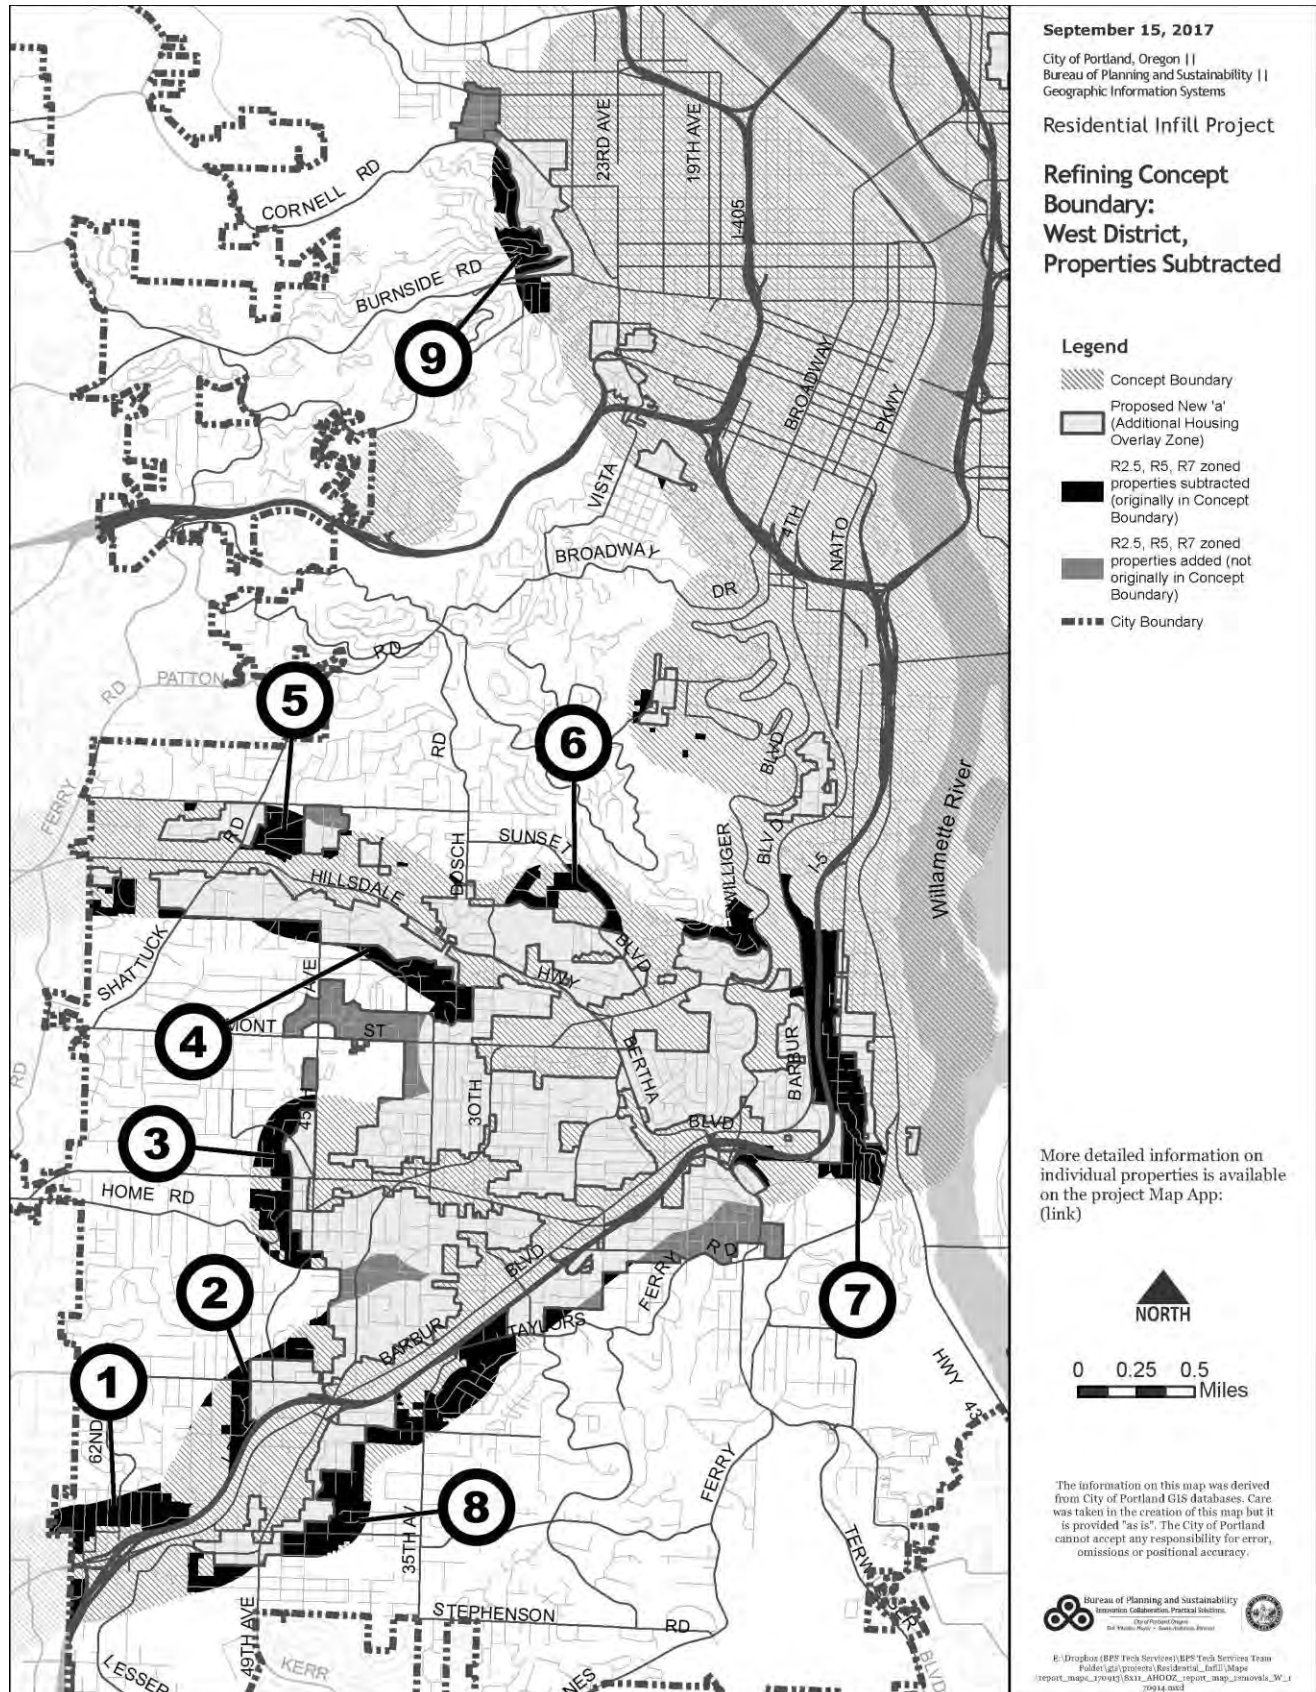 September 15, 2017
City of Portland, Oregon ||
Bureau of Planning and Sustainability ||
Geographic Information Systems
Residential Infill Project
Refining Concept
Boundary:
West District,
Properties Subtracted
Legend
Concept Boundary
Proposed New 'a'
(Additional Housing
Overlay Zone)
R2.5, R5, R7 zoned
properties subtracted
(originally in Concept
Boundary)
R2.5, R5, R7 zoned
properties added (not
originally in Concept
Boundary)
City Boundary
More detailed information on
individual properties is available
on the project Map App:
(link)
NORTH
0 0.25 0.5
Miles
The information on this map was derived
from City of Portland GIS databases. Care
was taken in the creation of this map but it
is provided "as is". The City of Portland
cannot accept any responsibility for error,
omissions or positional accuracy.
Bureau of Planning and Sustainability
Innovation. Collaboration. Practical Solutions.
City of Portland, Oregon
CORNELL RD
23RD AVE
19TH AVE
I-405
BURNSIDE RD
9
BROADWAY
PKWY
VISTA
4TH
NAITO
BROADWAY
DR
RD
PATTON
RD
5
6
RD
BLVD
FERRY
RD
SUNSET
DOSCH
HILLSDALE
BLVD
I-5
Willamette River
SHATTUCK
AVE
HWY
BLVD
4
MONT
ST
BERTHA
BARBUR
RD
45TH
30TH
BLVD
3
HOME RD
RD
BLVD
FERRY
2
7
BARBUR
TAYLORS
1
HWY
43
62ND
FERRY
8
35TH AV
STEPHENSON
RD
49TH AVE
KERR
LESSER
BLVD